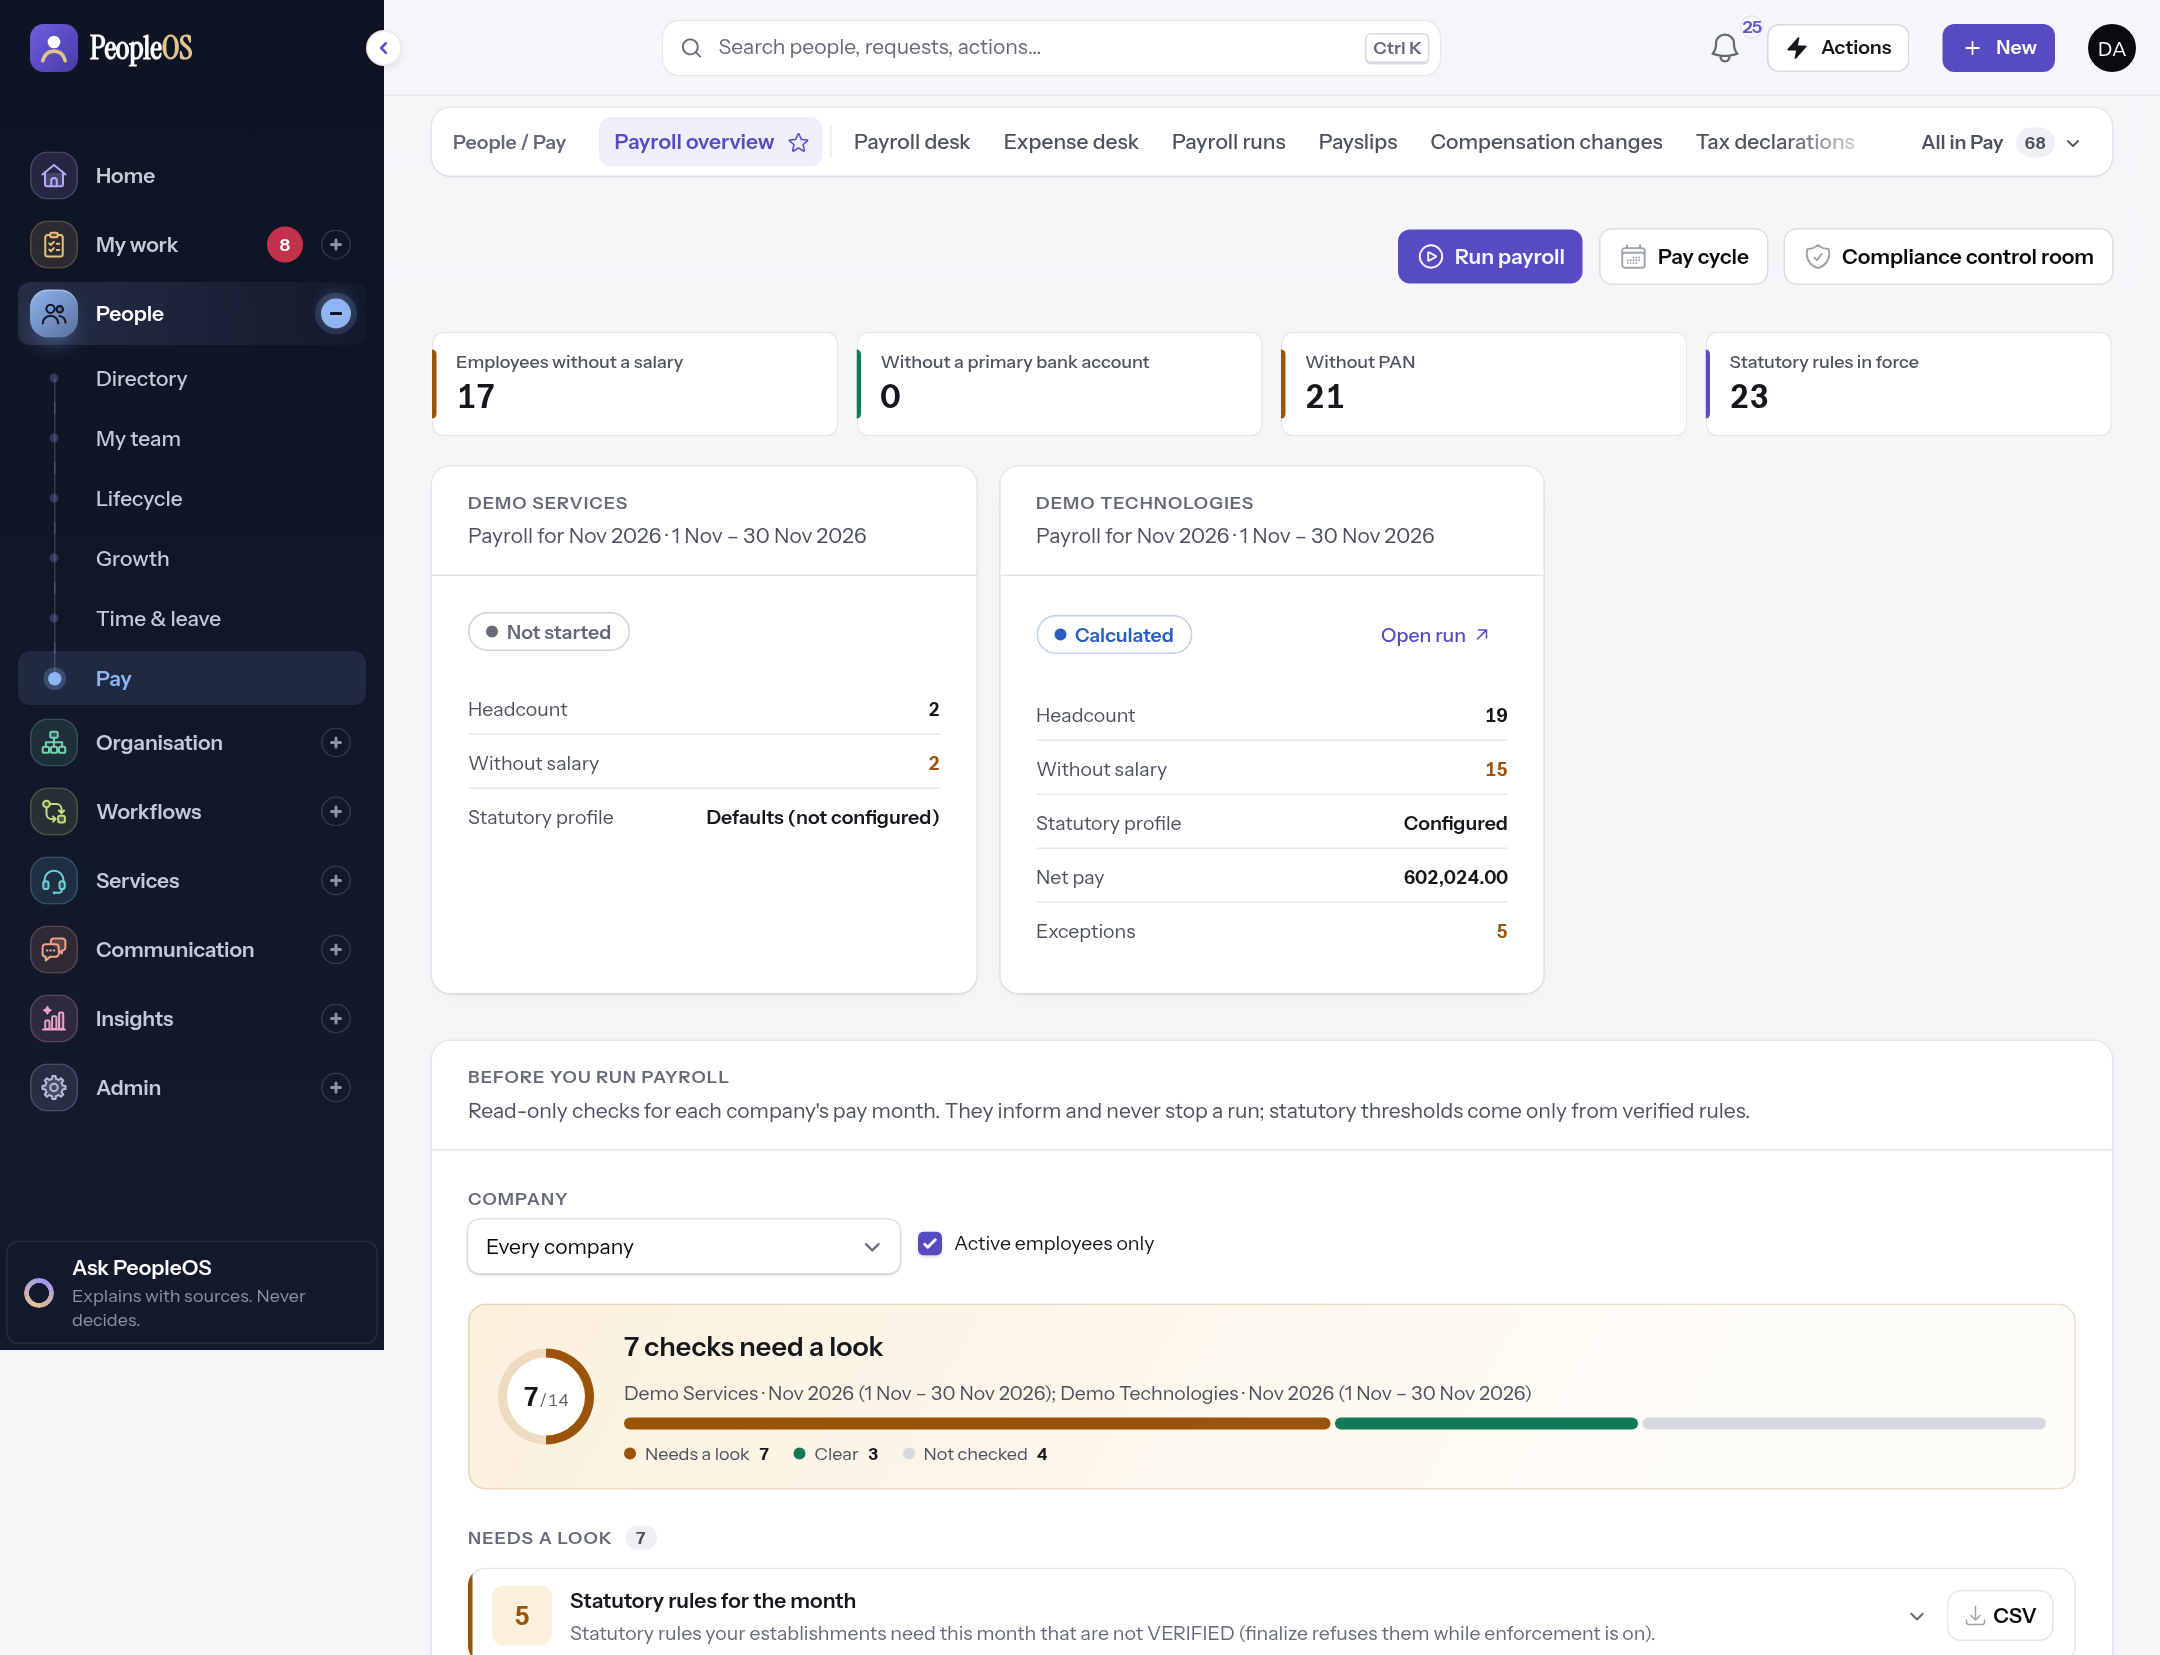 PeopleOS
Search people, requests, actions...
Ctrl K
25
Actions
New
DA
Home
My work
8
People
Directory
My team
Lifecycle
Growth
Time & leave
Pay
Organisation
Workflows
Services
Communication
Insights
Admin
Ask PeopleOS
Explains with sources. Never
decides.
People / Pay
Payroll overview
Payroll desk
Expense desk
Payroll runs
Payslips
Compensation changes
Tax declarations
All in Pay
68
Run payroll
Pay cycle
Compliance control room
Employees without a salary
17
Without a primary bank account
0
Without PAN
21
Statutory rules in force
23
DEMO SERVICES
Payroll for Nov 2026 · 1 Nov – 30 Nov 2026
Not started
Headcount 2
Without salary 2
Statutory profile Defaults (not configured)
DEMO TECHNOLOGIES
Payroll for Nov 2026 · 1 Nov – 30 Nov 2026
Calculated
Open run
Headcount 19
Without salary 15
Statutory profile Configured
Net pay 602,024.00
Exceptions 5
BEFORE YOU RUN PAYROLL
Read-only checks for each company's pay month. They inform and never stop a run; statutory thresholds come only from verified rules.
COMPANY
Every company
Active employees only
7/14
7 checks need a look
Demo Services · Nov 2026 (1 Nov – 30 Nov 2026); Demo Technologies · Nov 2026 (1 Nov – 30 Nov 2026)
Needs a look 7 Clear 3 Not checked 4
NEEDS A LOOK 7
5
Statutory rules for the month
Statutory rules your establishments need this month that are not VERIFIED (finalize refuses them while enforcement is on).
CSV